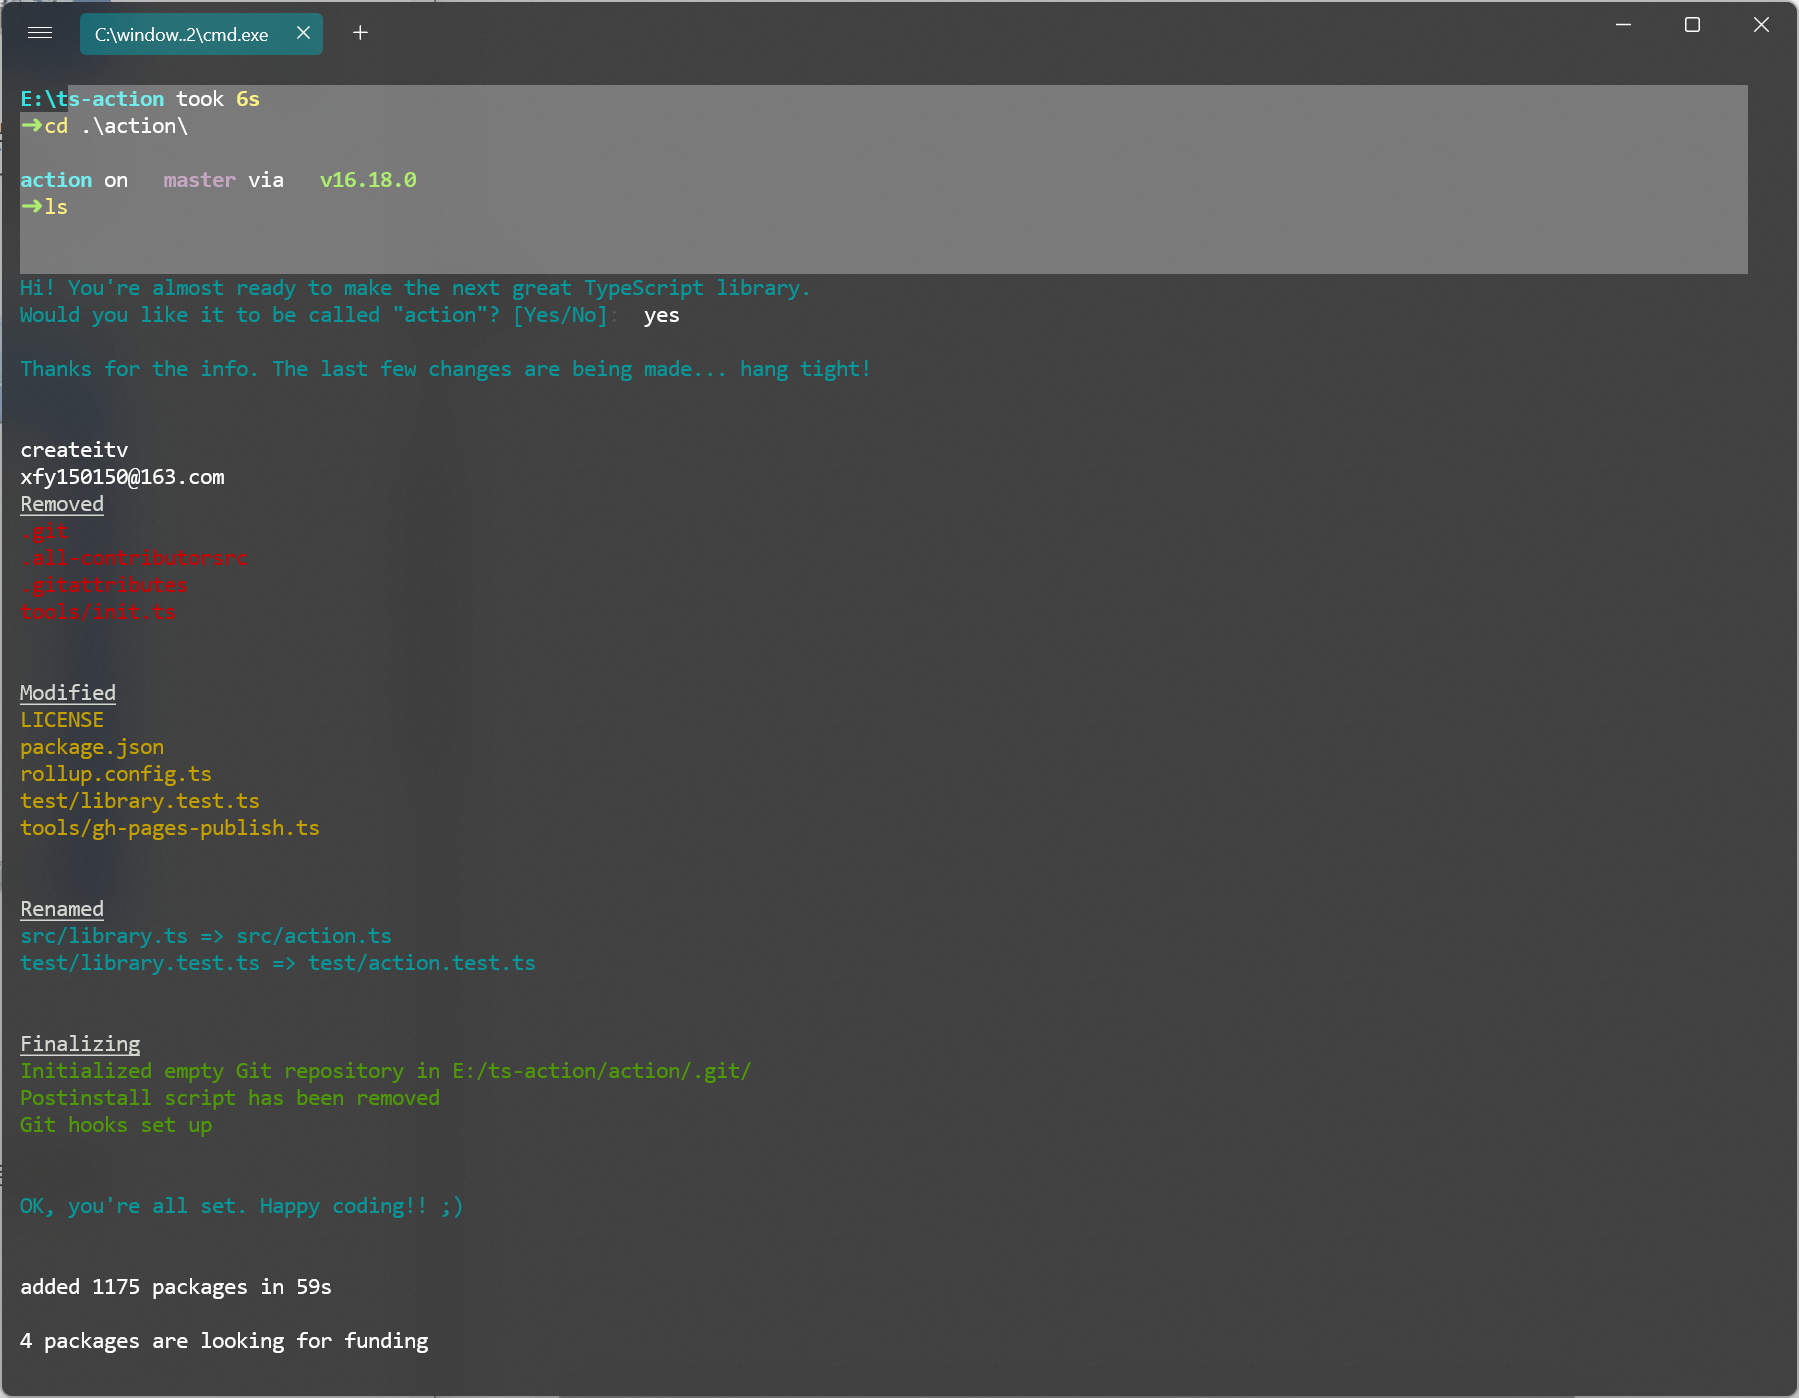 C:\window..2\cmd.exe
E:\ts-action took 6s
➜cd .\action\
action on master via v16.18.0
➜ls
Hi! You're almost ready to make the next great TypeScript library.
Would you like it to be called "action"? [Yes/No]: yes
Thanks for the info. The last few changes are being made... hang tight!
createitv
xfy150150@163.com
Removed
.git
.all-contributorsrc
.gitattributes
tools/init.ts
Modified
LICENSE
package.json
rollup.config.ts
test/library.test.ts
tools/gh-pages-publish.ts
Renamed
src/library.ts => src/action.ts
test/library.test.ts => test/action.test.ts
Finalizing
Initialized empty Git repository in E:/ts-action/action/.git/
Postinstall script has been removed
Git hooks set up
OK, you're all set. Happy coding!! ;)
added 1175 packages in 59s
4 packages are looking for funding